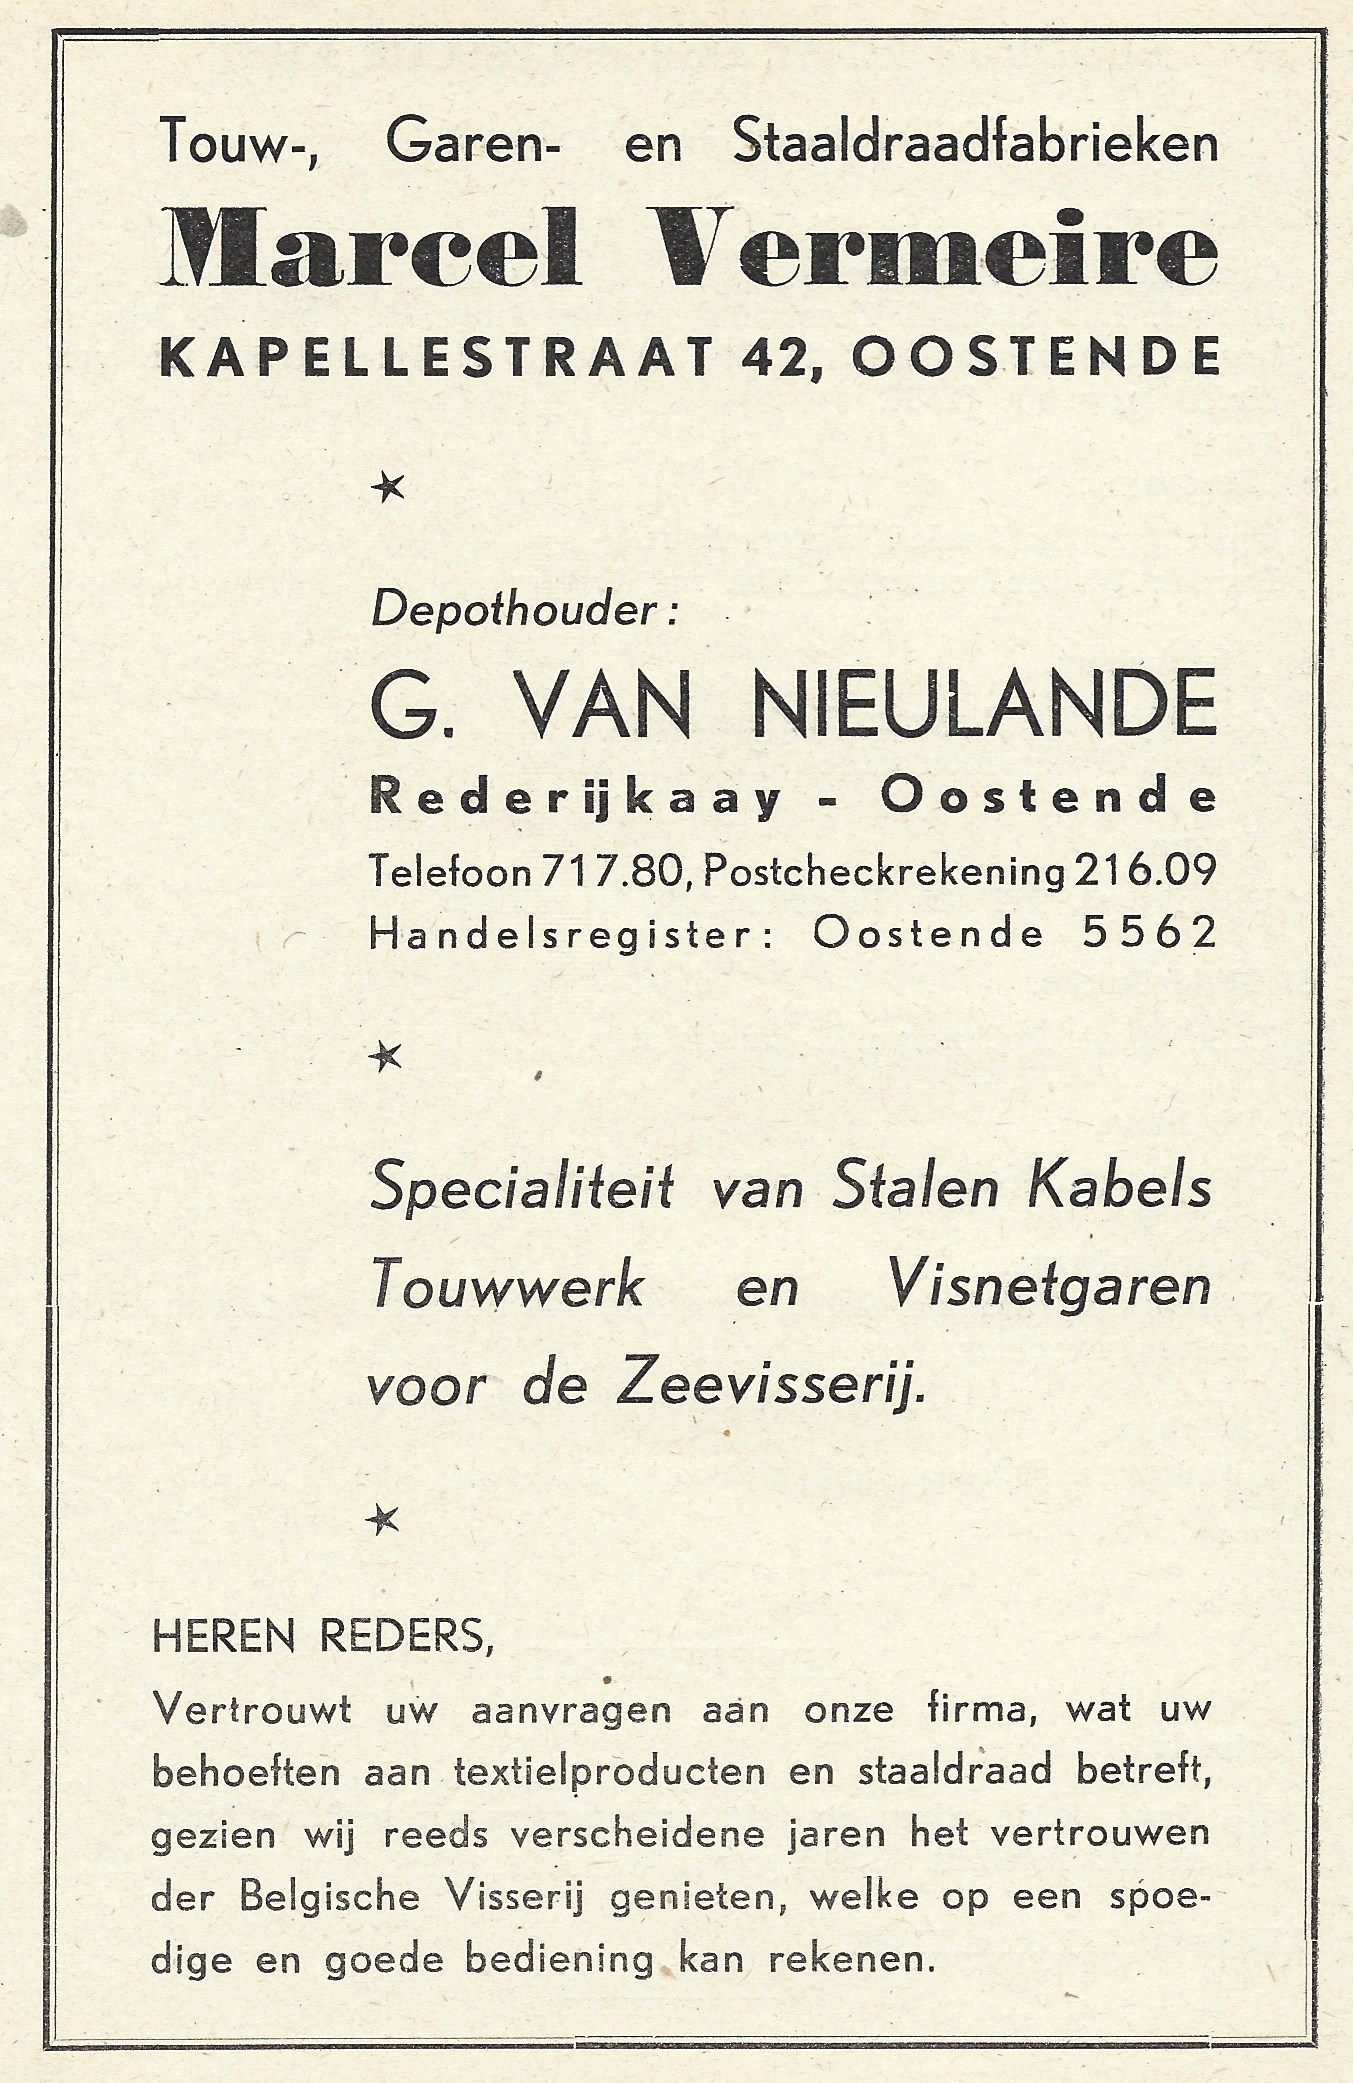 Touw-, Garen- en Staaldraadfabrieken
Marcel Vermeire
KAPELLESTRAAT 42, OOSTENDE
Depothouder:
G. VAN NIEULANDE
Rederijkaay - Oostende
Telefoon 717.80, Postcheckrekening 216.09
Handelsregister: Oostende 5562
Specialiteit van Stalen Kabels
Touwwerk en Visnetgaren
voor de Zeevisserij.
HEREN REDERS,
Vertrouwt uw aanvragen aan onze firma, wat uw
behoeften aan textielproducten en staaldraad betreft,
gezien wij reeds verscheidene jaren het vertrouwen
der Belgische Visserij genieten, welke op een spoe-
dige en goede bediening kan rekenen.